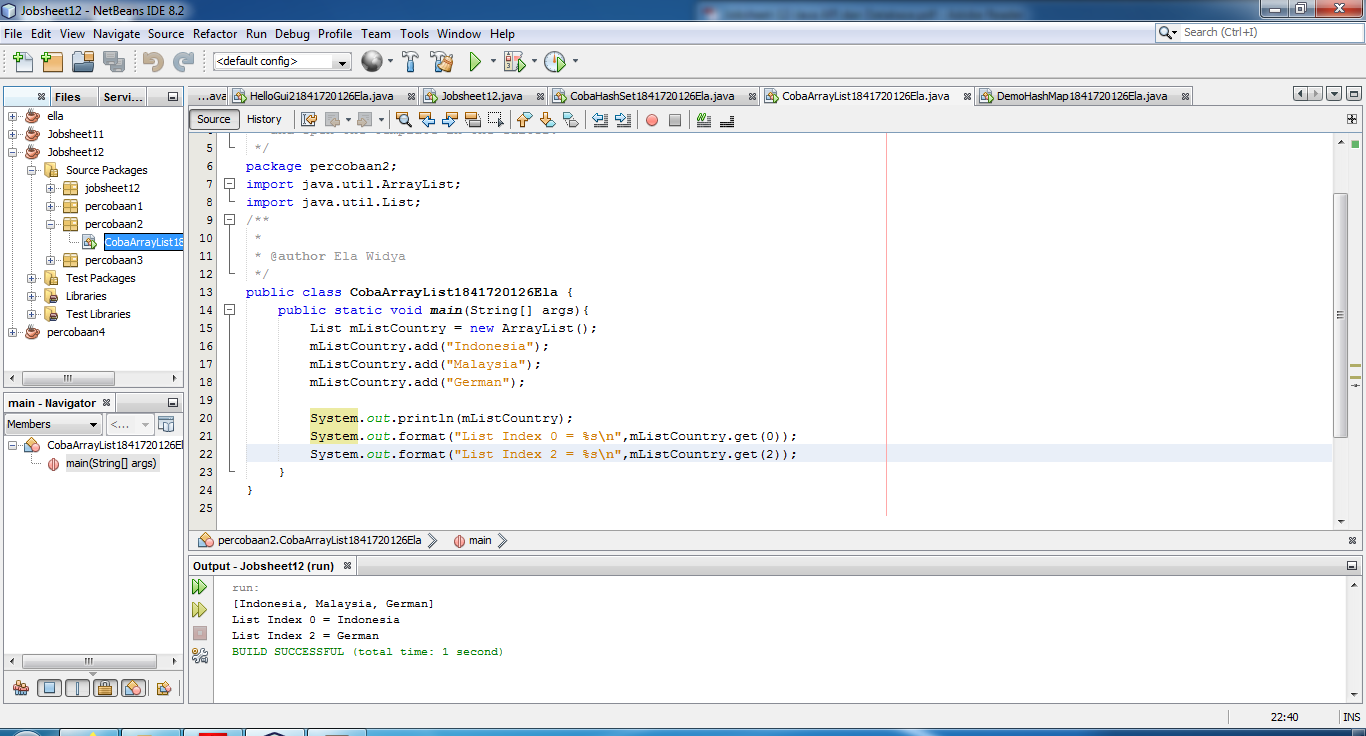 Jobsheet12 - NetBeans IDE 8.2
File Edit View Navigate Source Refactor Run Debug Profile Team Tools Window Help
Search (Ctrl+I)
<default config>
Files Servi...
ella
Jobsheet11
Jobsheet12
Source Packages
jobsheet12
percobaan1
percobaan2
CobaArrayList18
percobaan3
Test Packages
Libraries
Test Libraries
percobaan4
main - Navigator
Members <...
CobaArrayList1841720126El
main(String[] args)
...ava HelloGui21841720126Ela.java Jobsheet12.java CobaHashSet1841720126Ela.java CobaArrayList1841720126Ela.java DemoHashMap1841720126Ela.java
Source History
5 */
6 package percobaan2;
7 import java.util.ArrayList;
8 import java.util.List;
9 /**
10 *
11 * @author Ela Widya
12 */
13 public class CobaArrayList1841720126Ela {
14 public static void main(String[] args){
15 List mListCountry = new ArrayList();
16 mListCountry.add("Indonesia");
17 mListCountry.add("Malaysia");
18 mListCountry.add("German");
19
20 System.out.println(mListCountry);
21 System.out.format("List Index 0 = %s\n",mListCountry.get(0));
22 System.out.format("List Index 2 = %s\n",mListCountry.get(2));
23 }
24 }
25
percobaan2.CobaArrayList1841720126Ela main
Output - Jobsheet12 (run)
run:
[Indonesia, Malaysia, German]
List Index 0 = Indonesia
List Index 2 = German
BUILD SUCCESSFUL (total time: 1 second)
22:40 INS